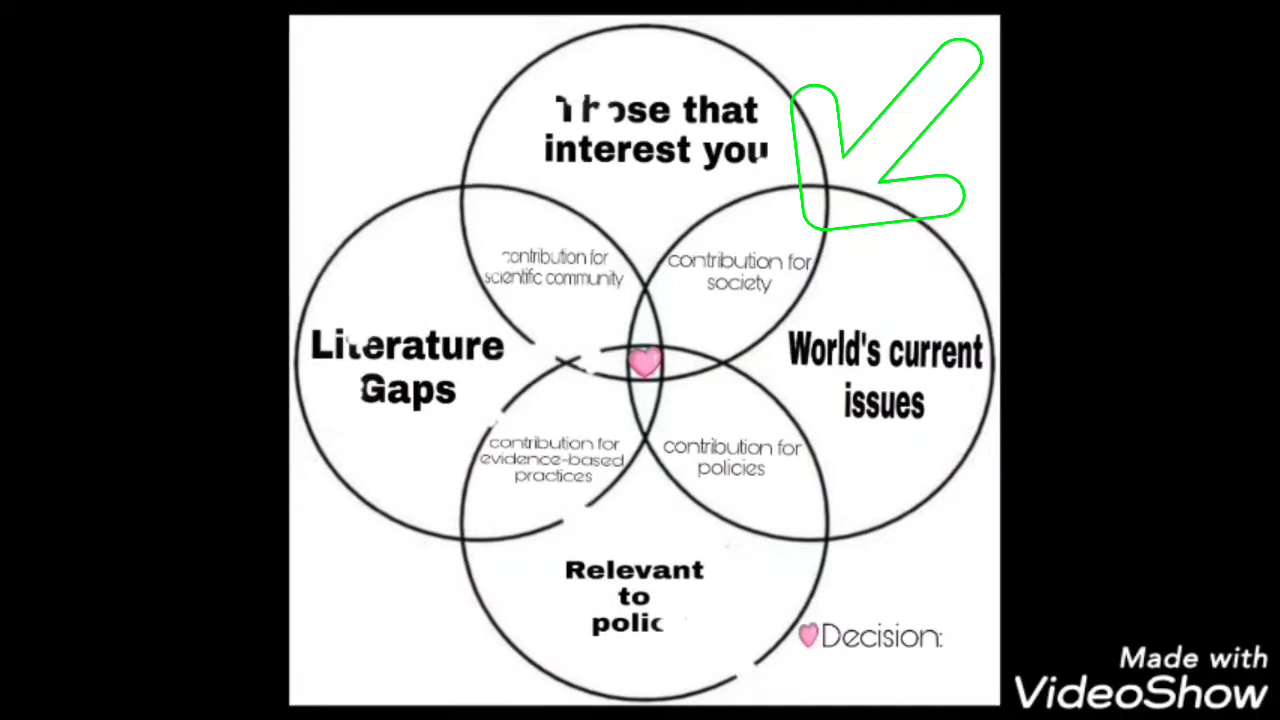 Those that
interest you
contribution for
scientific community
contribution for
society
Literature
Gaps
World's current
issues
contribution for
evidence-based
practices
contribution for
policies
Relevant
to
Decision:
Made with
VideoShow